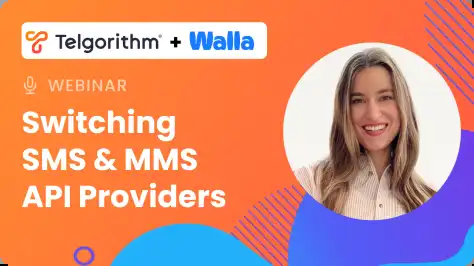 Telgorithm® + Walla
WEBINAR
Switching
SMS & MMS
API Providers